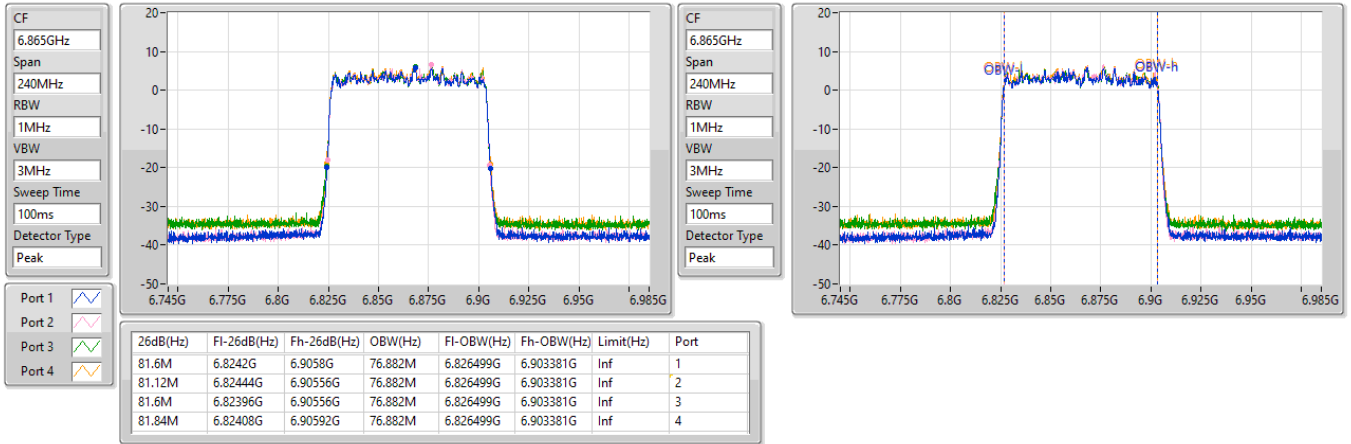 CF
6.865GHz
Span
240MHz
RBW
1MHz
VBW
3MHz
Sweep Time
100ms
Detector Type
Peak
Port 1
Port 2
Port 3
Port 4
20
10
0
-10
-20
-30
-40
-50
6.745G 6.775G 6.8G 6.825G 6.85G 6.875G 6.9G 6.925G 6.95G 6.985G
CF
6.865GHz
Span
240MHz
RBW
1MHz
VBW
3MHz
Sweep Time
100ms
Detector Type
Peak
20
10
0
-10
-20
-30
-40
-50
OBW-h
6.745G 6.775G 6.8G 6.825G 6.85G 6.875G 6.9G 6.925G 6.95G 6.985G
26dB(Hz) Fl-26dB(Hz) Fh-26dB(Hz) OBW(Hz) Fl-OBW(Hz) Fh-OBW(Hz) Limit(Hz) Port
81.6M 6.8242G 6.9058G 76.882M 6.826499G 6.903381G Inf 1
81.12M 6.82444G 6.90556G 76.882M 6.826499G 6.903381G Inf 2
81.6M 6.82396G 6.90556G 76.882M 6.826499G 6.903381G Inf 3
81.84M 6.82408G 6.90592G 76.882M 6.826499G 6.903381G Inf 4